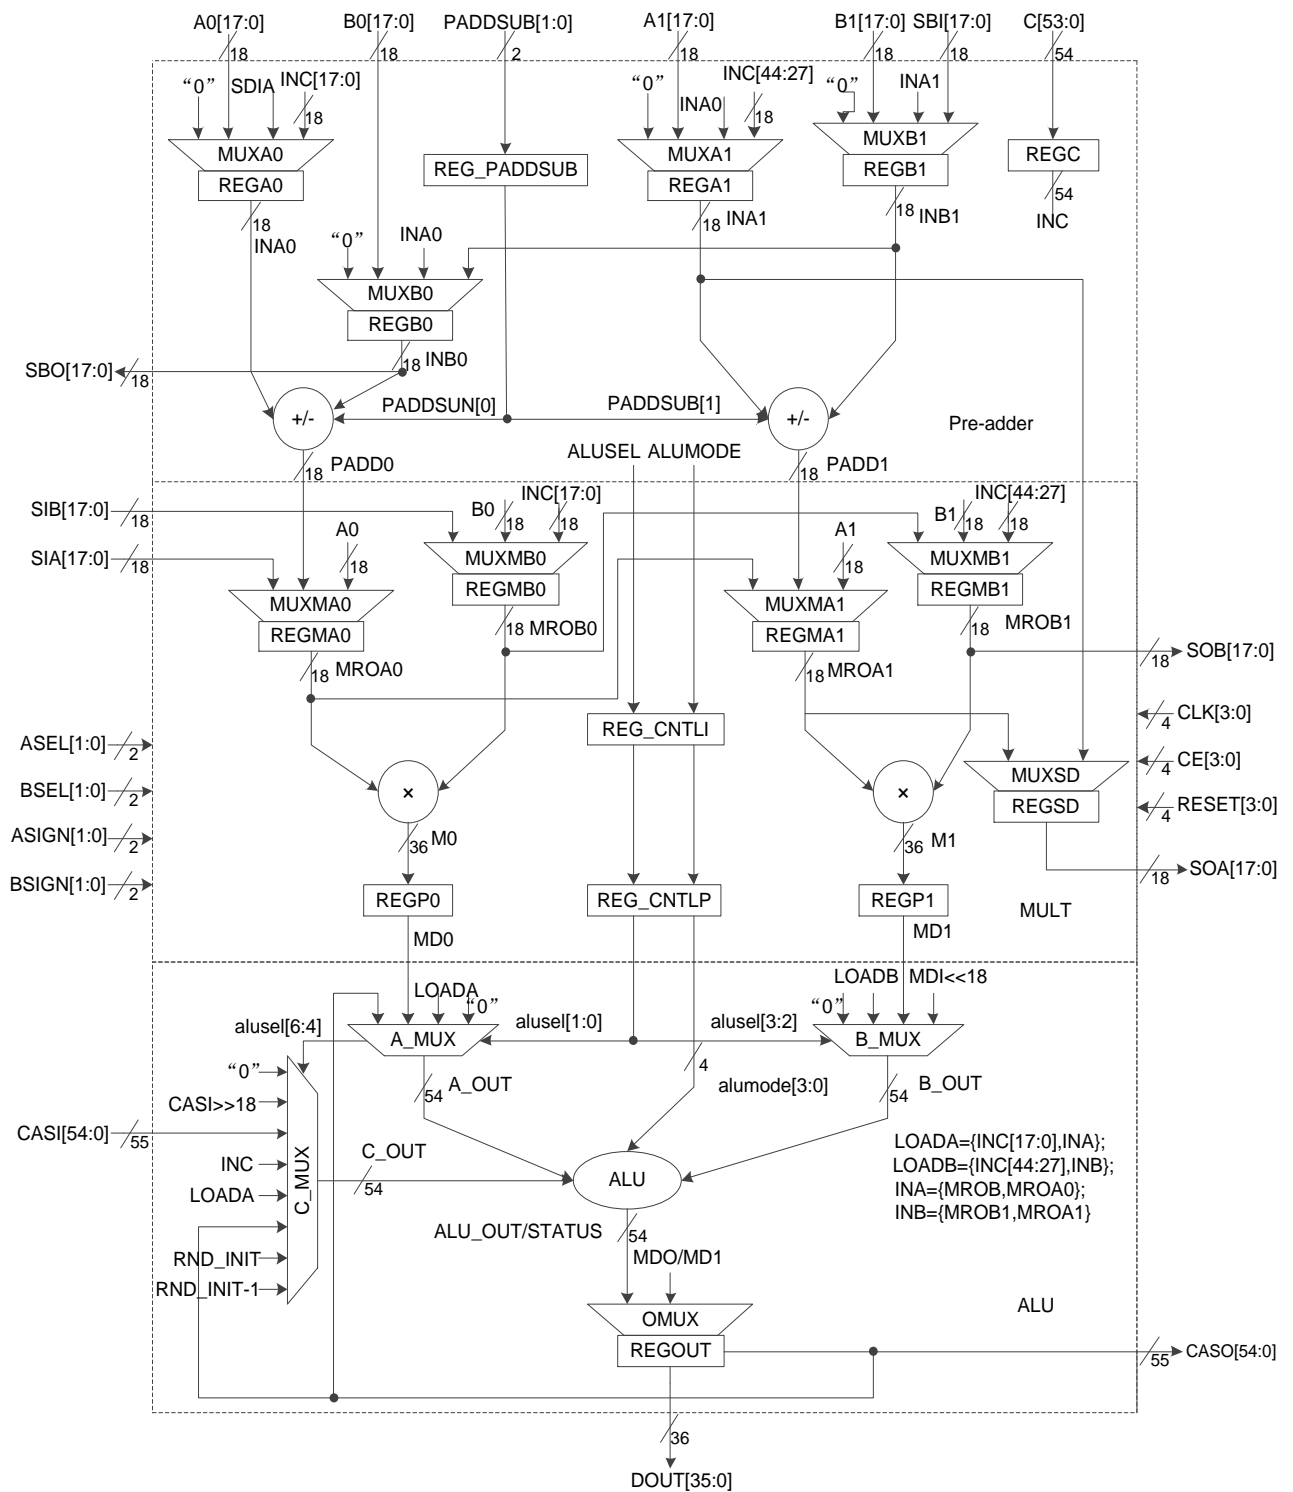 A0[17:0] B0[17:0] PADDSUB[1:0] A1[17:0] B1[17:0] SBI[17:0] C[53:0]
18 18 2 18 18 18 54
“0” SDIA INC[17:0] “0” INA0 INC[44:27] “0” INA1
18 18
MUXA0 MUXA1 MUXB1
REGA0 REG_PADDSUB REGA1 REGB1 REGC
18 18 INA1 18 INB1 54
INA0 INC
“0” INA0
MUXB0
REGB0
18 INB0
SBO[17:0] 18
+/- PADDSUN[0] PADDSUB[1] +/-
Pre-adder
ALUSEL ALUMODE
18 PADD0 18 PADD1
SIB[17:0] 18 B0 18 INC[17:0] 18 B1 18 INC[44:27] 18
SIA[17:0] 18 A0 18 A1 18
MUXMB0 MUXMB1
REGMB0 REGMB1
MUXMA0 MUXMA1
REGMA0 REGMA1
18 MROB0 18 MROB1
18 MROA0 18 MROA1
18 SOB[17:0]
4 CLK[3:0]
REG_CNTLI
ASEL[1:0] 2
4 CE[3:0]
MUXSD
BSEL[1:0] 2
× ×
REGSD
4 RESET[3:0]
ASIGN[1:0] 2
36 M0 36 M1
18 SOA[17:0]
BSIGN[1:0] 2
REGP0 REG_CNTLP REGP1
MULT
MD0 MD1
LOADA “0” “0” LOADB MDI<<18
alusel[6:4] A_MUX alusel[1:0] alusel[3:2] B_MUX
“0” 4
54 A_OUT alumode[3:0] 54 B_OUT
CASI>>18
CASI[54:0] 55
LOADA={INC[17:0],INA};
LOADB={INC[44:27],INB};
INA={MROB,MROA0};
INB={MROB1,MROA1}
C_MUX
INC
C_OUT
54
ALU
LOADA
ALU_OUT/STATUS 54
RND_INIT
MDO/MD1
RND_INIT-1
OMUX
REGOUT
ALU
55 CASO[54:0]
36
DOUT[35:0]